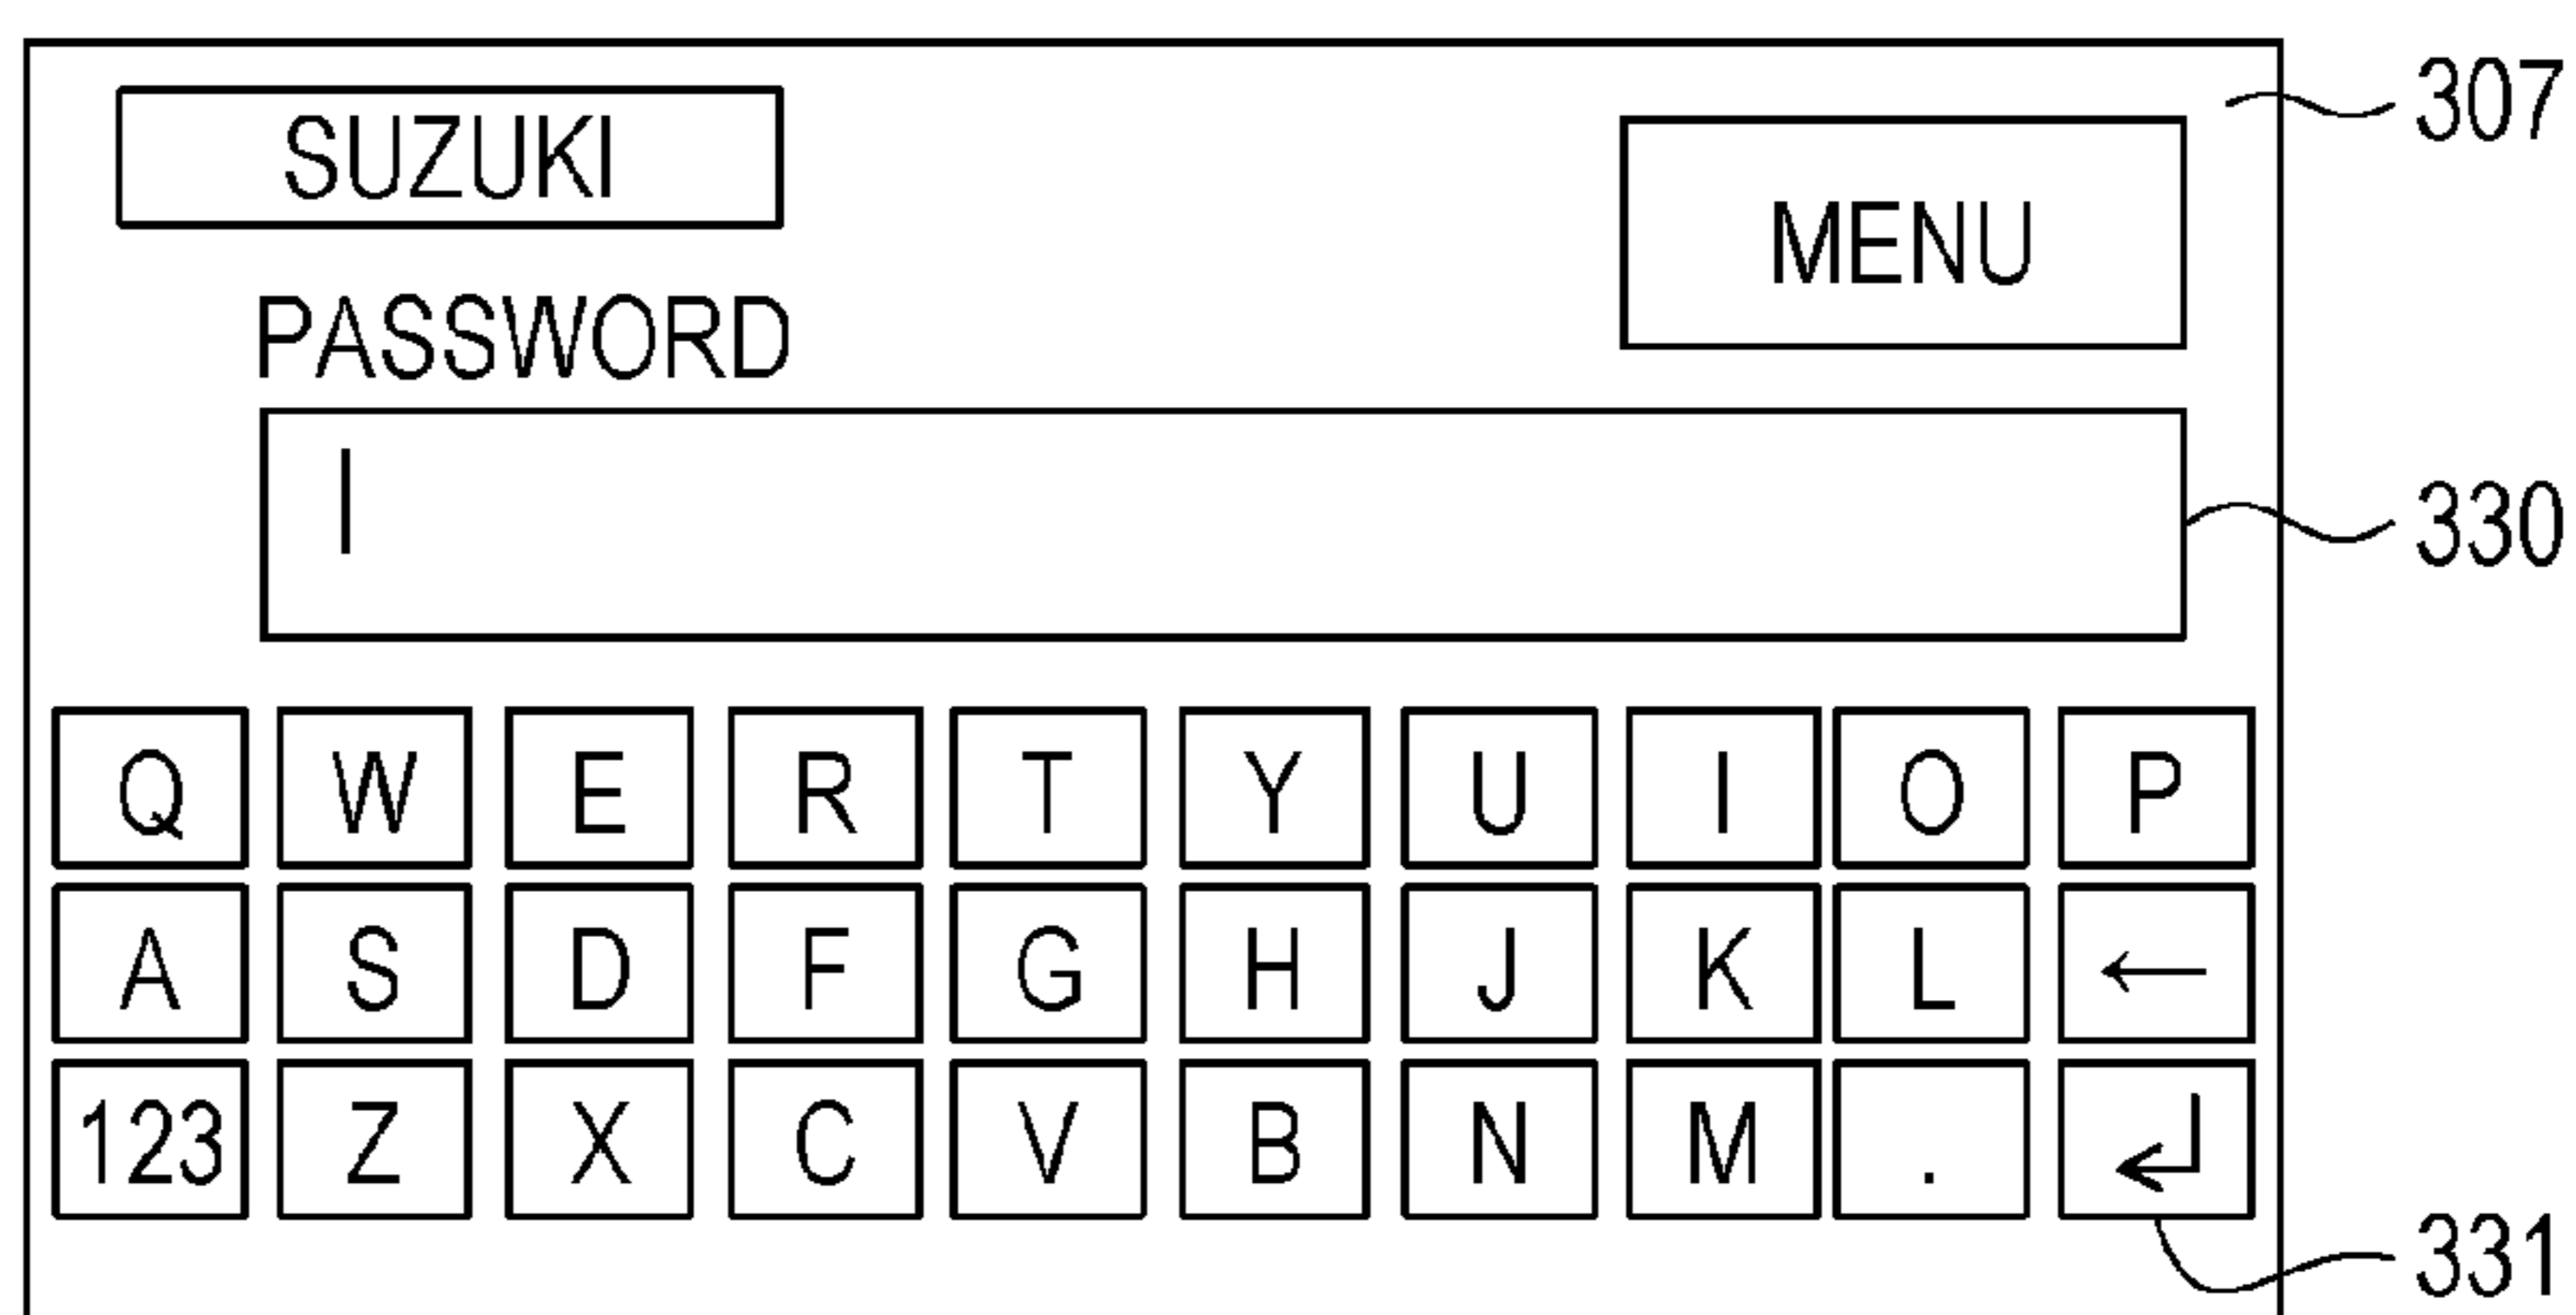 SUZUKI
MENU
307
PASSWORD
330
Q W E R T Y U I O P
A S D F G H J K L ←
123 Z X C V B N M . ↲
331